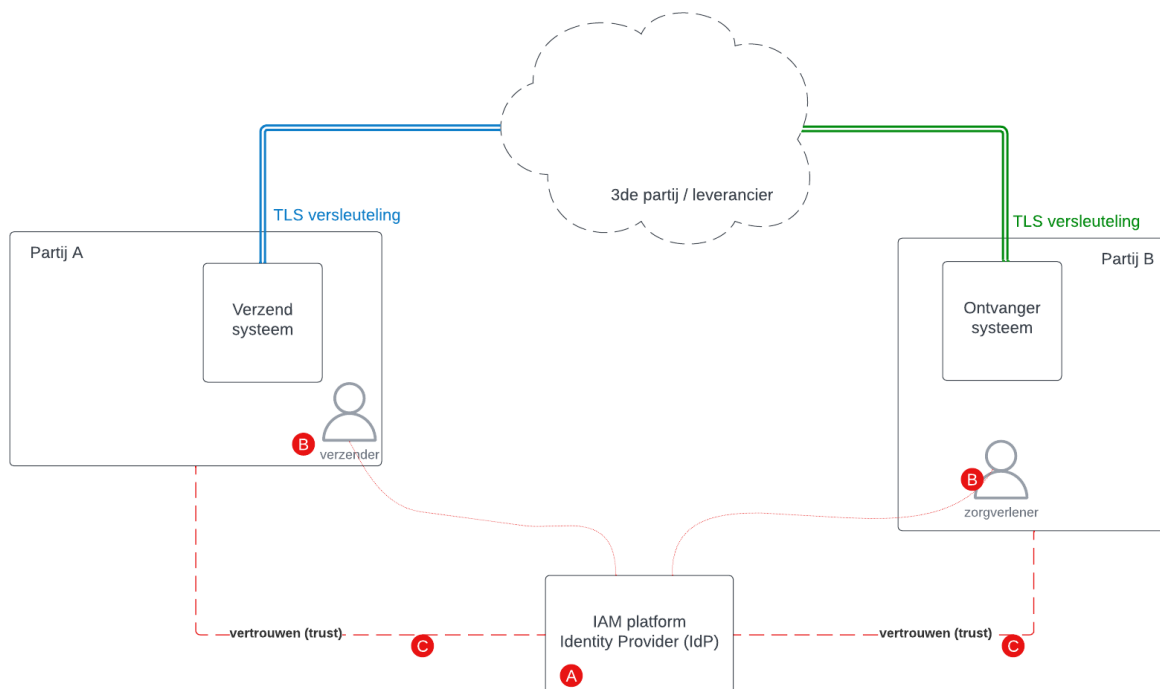 3de partij / leverancier
TLS versleuteling
TLS versleuteling
Partij A
Partij B
Verzend
systeem
Ontvanger
systeem
B
verzender
B
zorgverlener
IAM platform
Identity Provider (IdP)
vertrouwen (trust)
vertrouwen (trust)
C
C
A